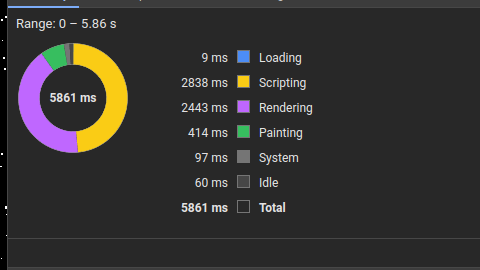 Range: 0 – 5.86 s
5861 ms
9 ms Loading
2838 ms Scripting
2443 ms Rendering
414 ms Painting
97 ms System
60 ms Idle
5861 ms Total